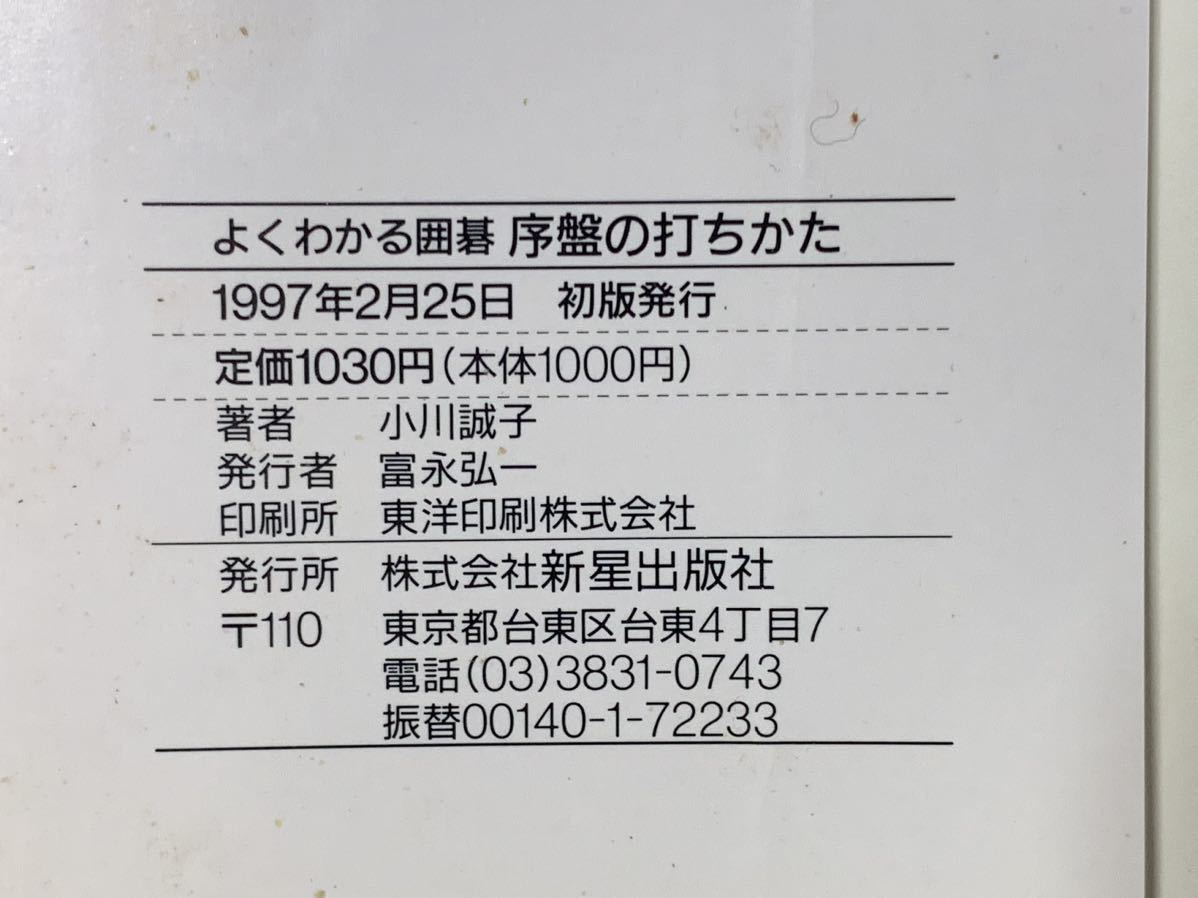 よくわかる囲碁 序盤の打ちかた
1997年2月25日　初版発行
定価1030円(本体1000円)
著者　小川誠子
発行者　富永弘一
印刷所　東洋印刷株式会社
発行所　株式会社新星出版社
〒110　東京都台東区台東4丁目7
電話(03)3831-0743
振替00140-1-72233